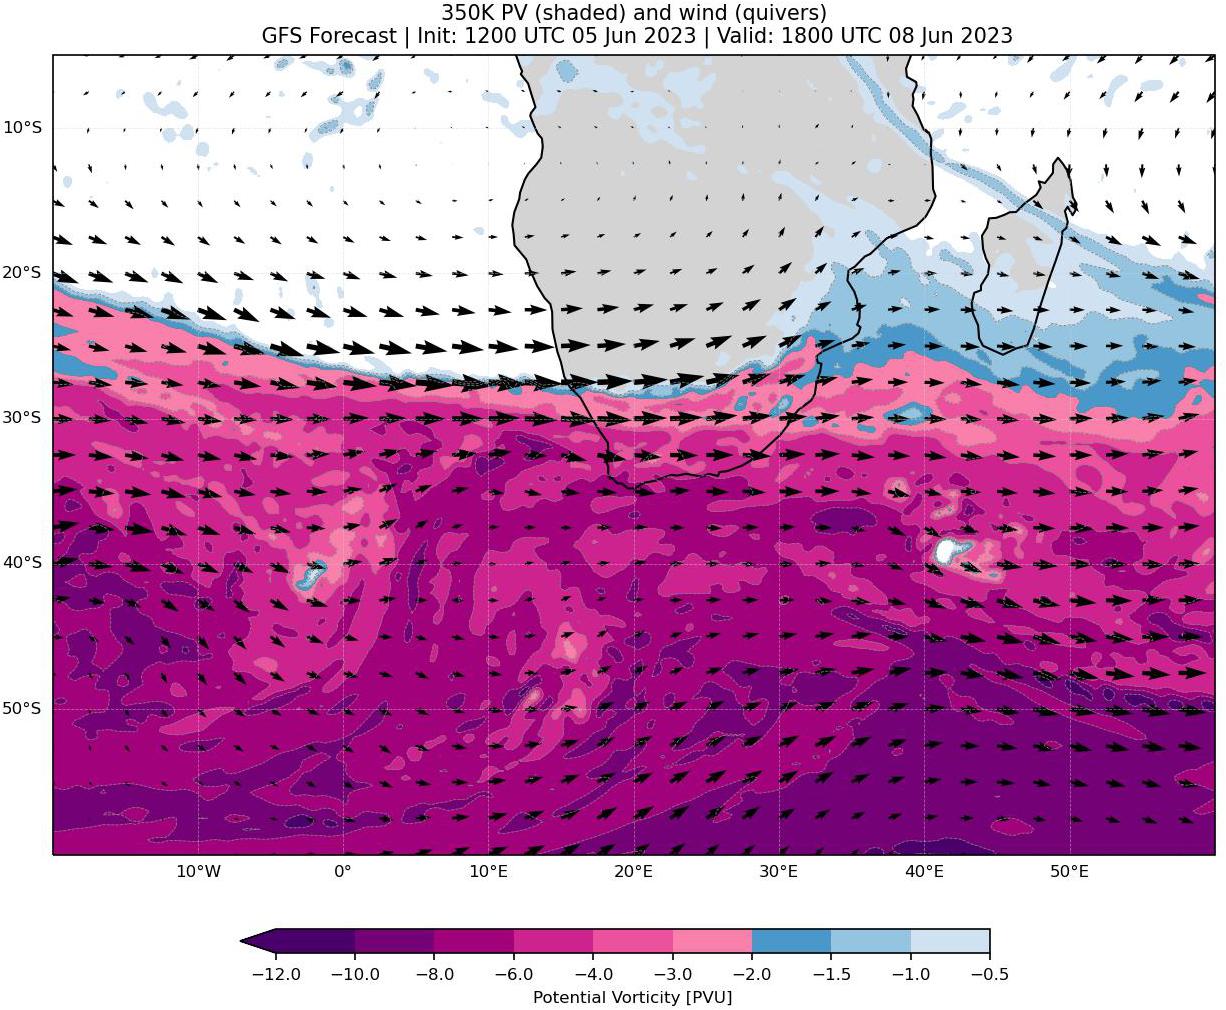 350K PV (shaded) and wind (quivers)
GFS Forecast | Init: 1200 UTC 05 Jun 2023 | Valid: 1800 UTC 08 Jun 2023
10°S
20°S
30°S
40°S
50°S
10°W 0° 10°E 20°E 30°E 40°E 50°E
−12.0 −10.0 −8.0 −6.0 −4.0 −3.0 −2.0 −1.5 −1.0 −0.5
Potential Vorticity [PVU]